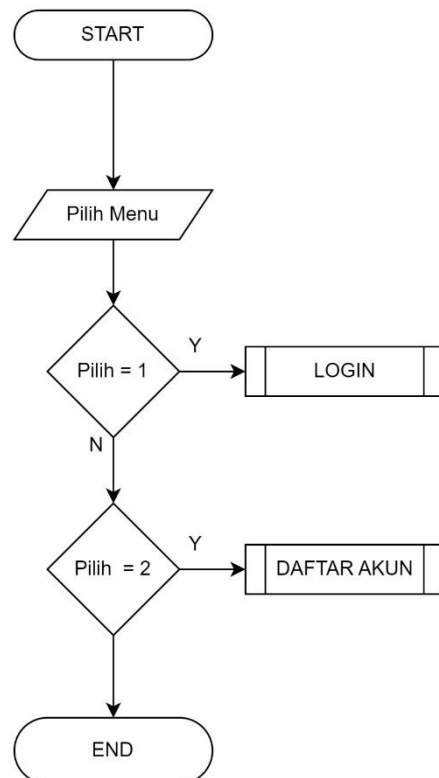 START
Pilih Menu
Pilih = 1
Y
LOGIN
N
Pilih = 2
Y
DAFTAR AKUN
END